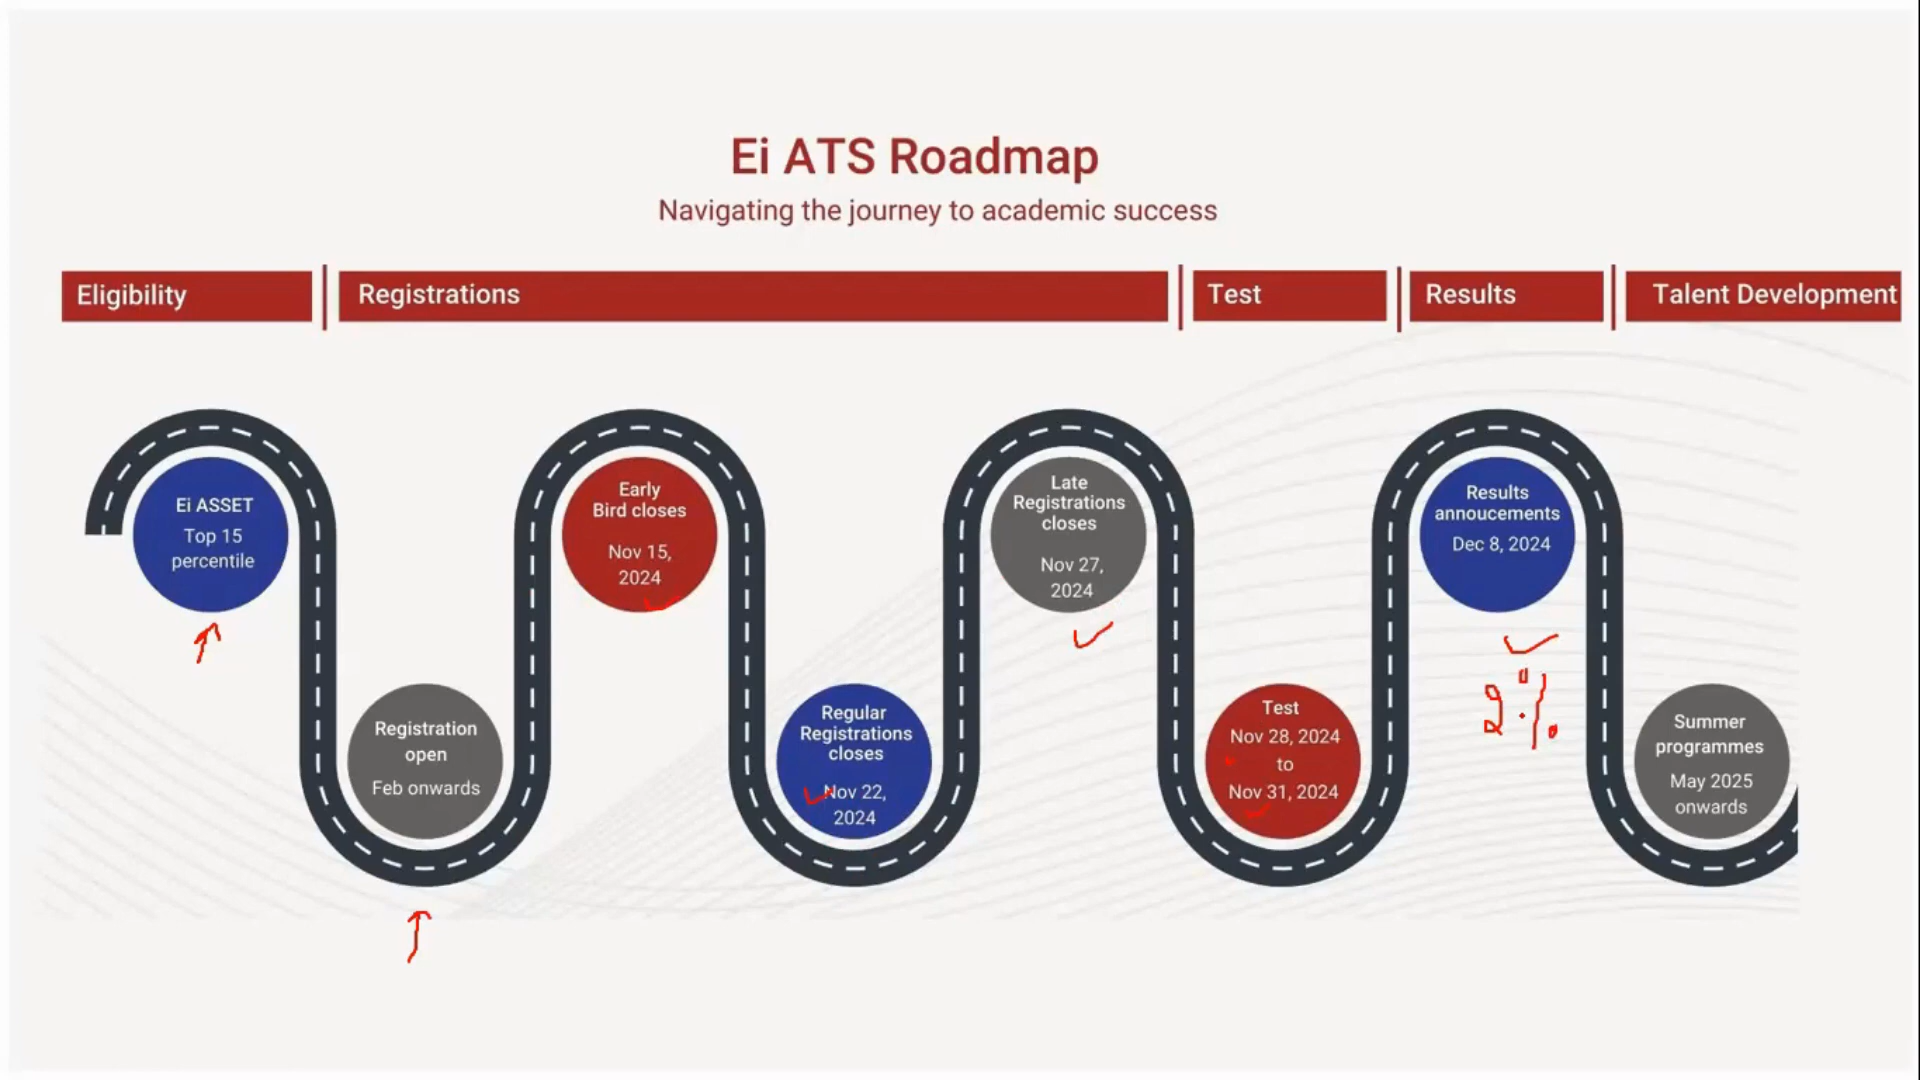 Ei ATS Roadmap
Navigating the journey to academic success
Eligibility
Registrations
Test
Results
Talent Development
Ei ASSET
Top 15
percentile
Registration
open
Feb onwards
Early
Bird closes
Nov 15,
2024
Regular
Registrations
closes
Nov 22,
2024
Late
Registrations
closes
Nov 27,
2024
Test
Nov 28, 2024
to
Nov 31, 2024
Results
annoucements
Dec 8, 2024
Summer
programmes
May 2025
onwards